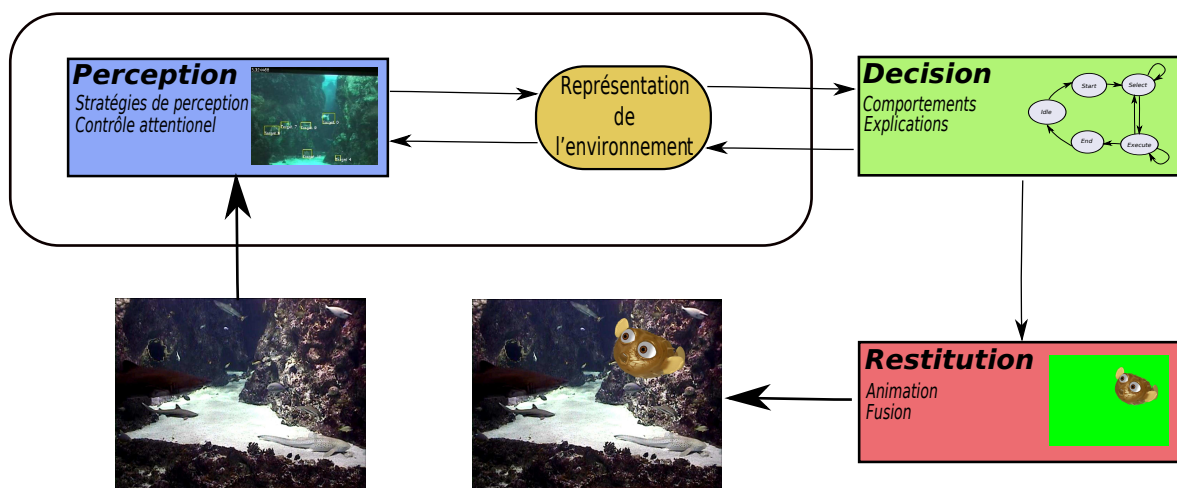 Perception
Stratégies de perception
Contrôle attentionel
Représentation
de
l'environnement
Decision
Comportements
Explications
Start
Select
Idle
End
Execute
Restitution
Animation
Fusion